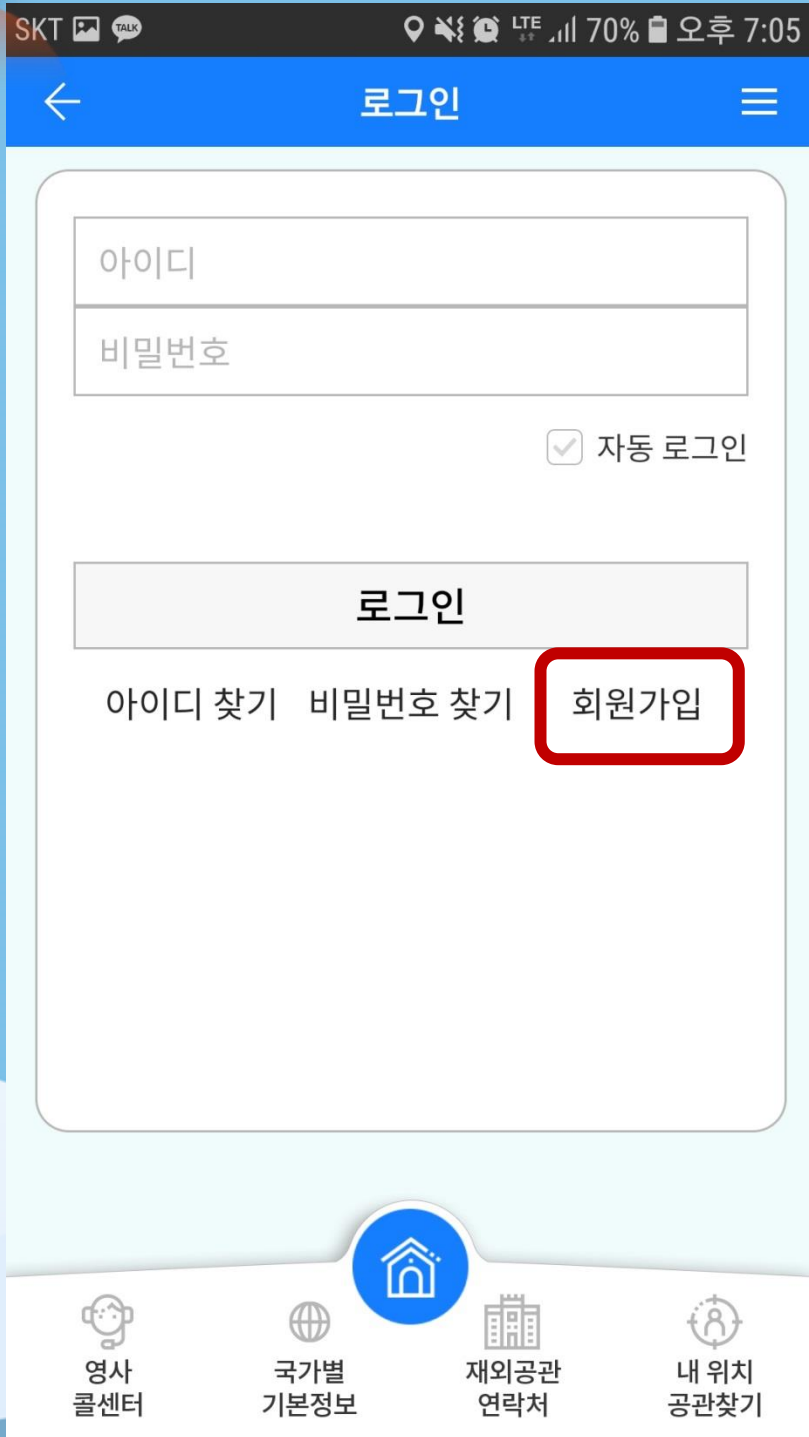 SKT TALK LTE 70% 오후 7:05
로그인
아이디
비밀번호
자동 로그인
로그인
아이디 찾기 비밀번호 찾기 회원가입
영사 콜센터
국가별 기본정보
재외공관 연락처
내 위치 공관찾기